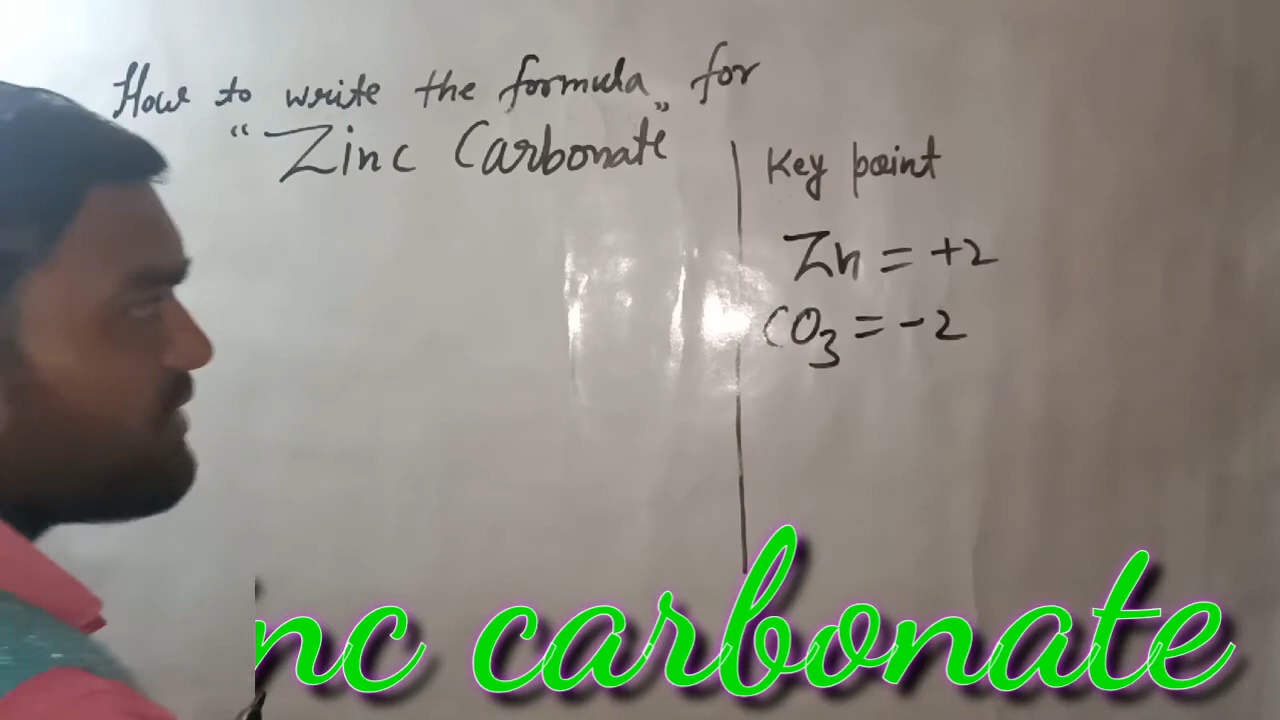 How to write the formula for
"Zinc Carbonate"
Key point
Zn = +2
CO₃ = -2
nc carbonate